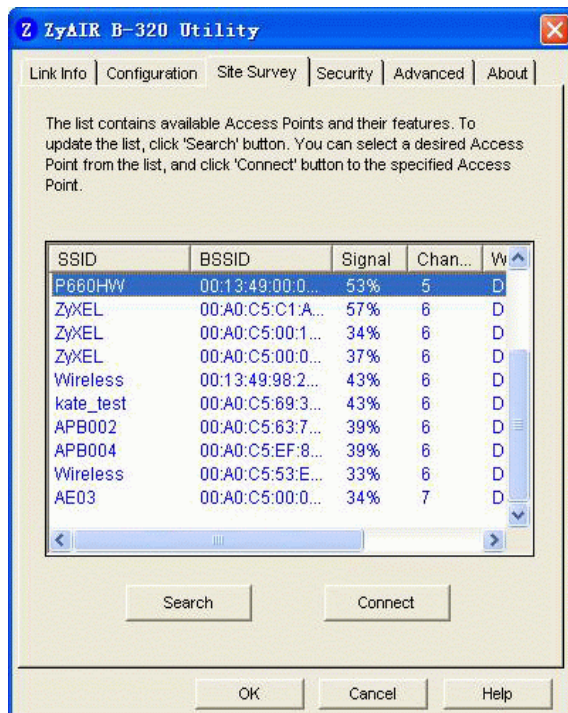 Z ZyAIR B-320 Utility
Link Info Configuration Site Survey Security Advanced About
The list contains available Access Points and their features. To
update the list, click 'Search' button. You can select a desired Access
Point from the list, and click 'Connect' button to the specified Access
Point.
SSID BSSID Signal Chan... W
P660HW 00:13:49:00:0... 53% 5 D
ZyXEL 00:A0:C5:C1:A... 57% 6 D
ZyXEL 00:A0:C5:00:1... 34% 6 D
ZyXEL 00:A0:C5:00:0... 37% 6 D
Wireless 00:13:49:98:2... 43% 6 D
kate_test 00:A0:C5:69:3... 43% 6 D
APB002 00:A0:C5:63:7... 39% 6 D
APB004 00:A0:C5:EF:8... 39% 6 D
Wireless 00:A0:C5:53:E... 33% 6 D
AE03 00:A0:C5:00:0... 34% 7 D
Search Connect
OK Cancel Help